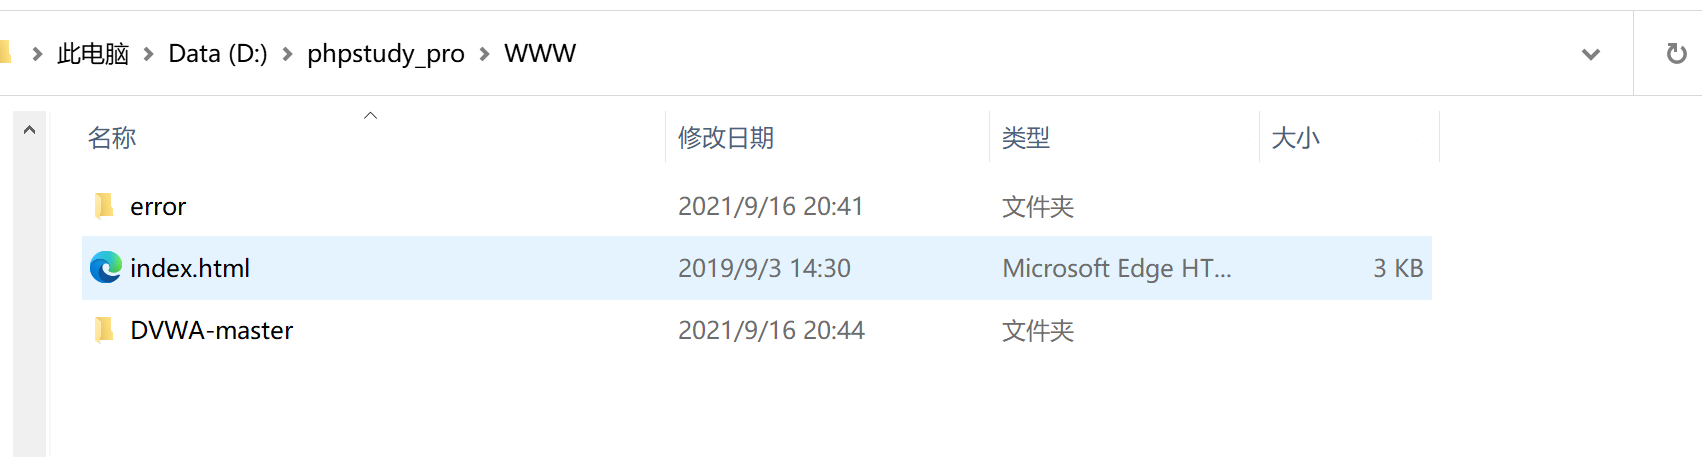 此电脑 > Data (D:) > phpstudy_pro > WWW
名称 修改日期 类型 大小
error 2021/9/16 20:41 文件夹
index.html 2019/9/3 14:30 Microsoft Edge HT... 3 KB
DVWA-master 2021/9/16 20:44 文件夹